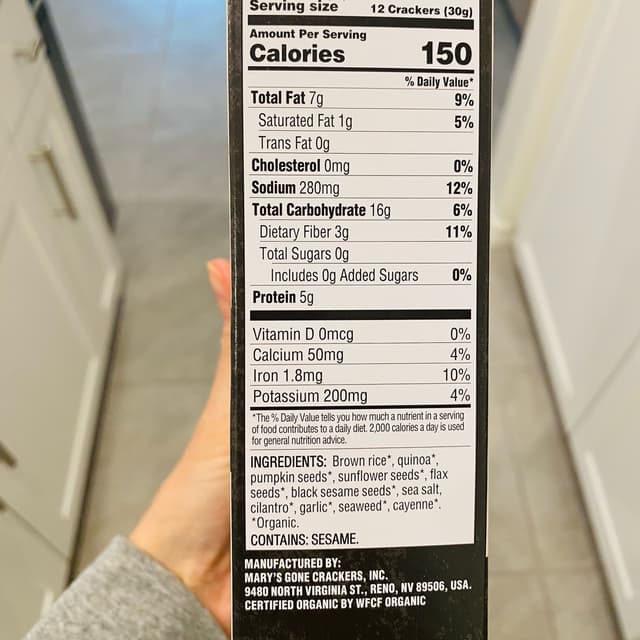 Serving size 12 Crackers (30g)
Amount Per Serving
Calories 150
% Daily Value*
Total Fat 7g 9%
Saturated Fat 1g 5%
Trans Fat 0g
Cholesterol 0mg 0%
Sodium 280mg 12%
Total Carbohydrate 16g 6%
Dietary Fiber 3g 11%
Total Sugars 0g
Includes 0g Added Sugars 0%
Protein 5g
Vitamin D 0mcg 0%
Calcium 50mg 4%
Iron 1.8mg 10%
Potassium 200mg 4%
*The % Daily Value tells you how much a nutrient in a serving
of food contributes to a daily diet. 2,000 calories a day is used
for general nutrition advice.
INGREDIENTS: Brown rice*, quinoa*,
pumpkin seeds*, sunflower seeds*, flax
seeds*, black sesame seeds*, sea salt,
cilantro*, garlic*, seaweed*, cayenne*.
*Organic.
CONTAINS: SESAME.
MANUFACTURED BY:
MARY'S GONE CRACKERS, INC.
9480 NORTH VIRGINIA ST., RENO, NV 89506, USA.
CERTIFIED ORGANIC BY WFCF ORGANIC